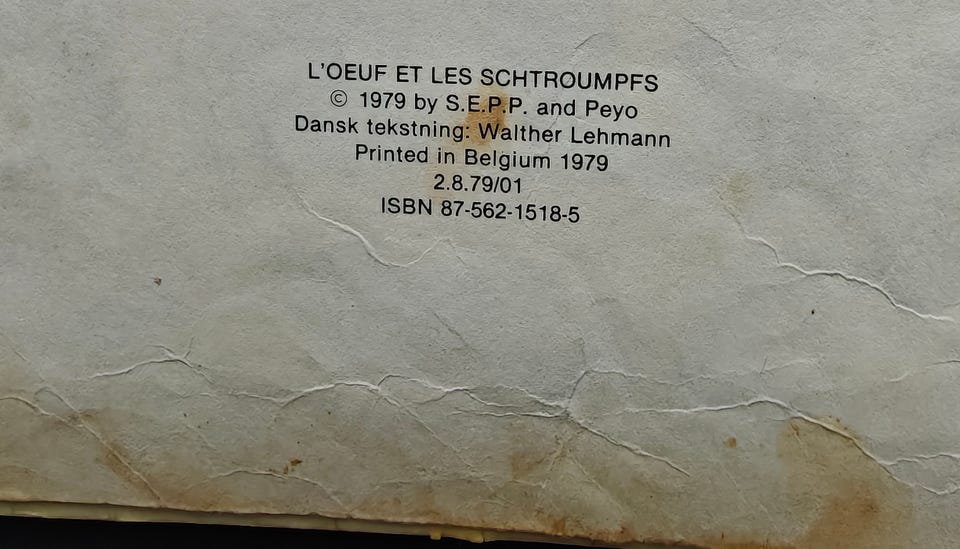 L'OEUF ET LES SCHTROUMPFS
© 1979 by S.E.P.P. and Peyo
Dansk tekstning: Walther Lehmann
Printed in Belgium 1979
2.8.79/01
ISBN 87-562-1518-5